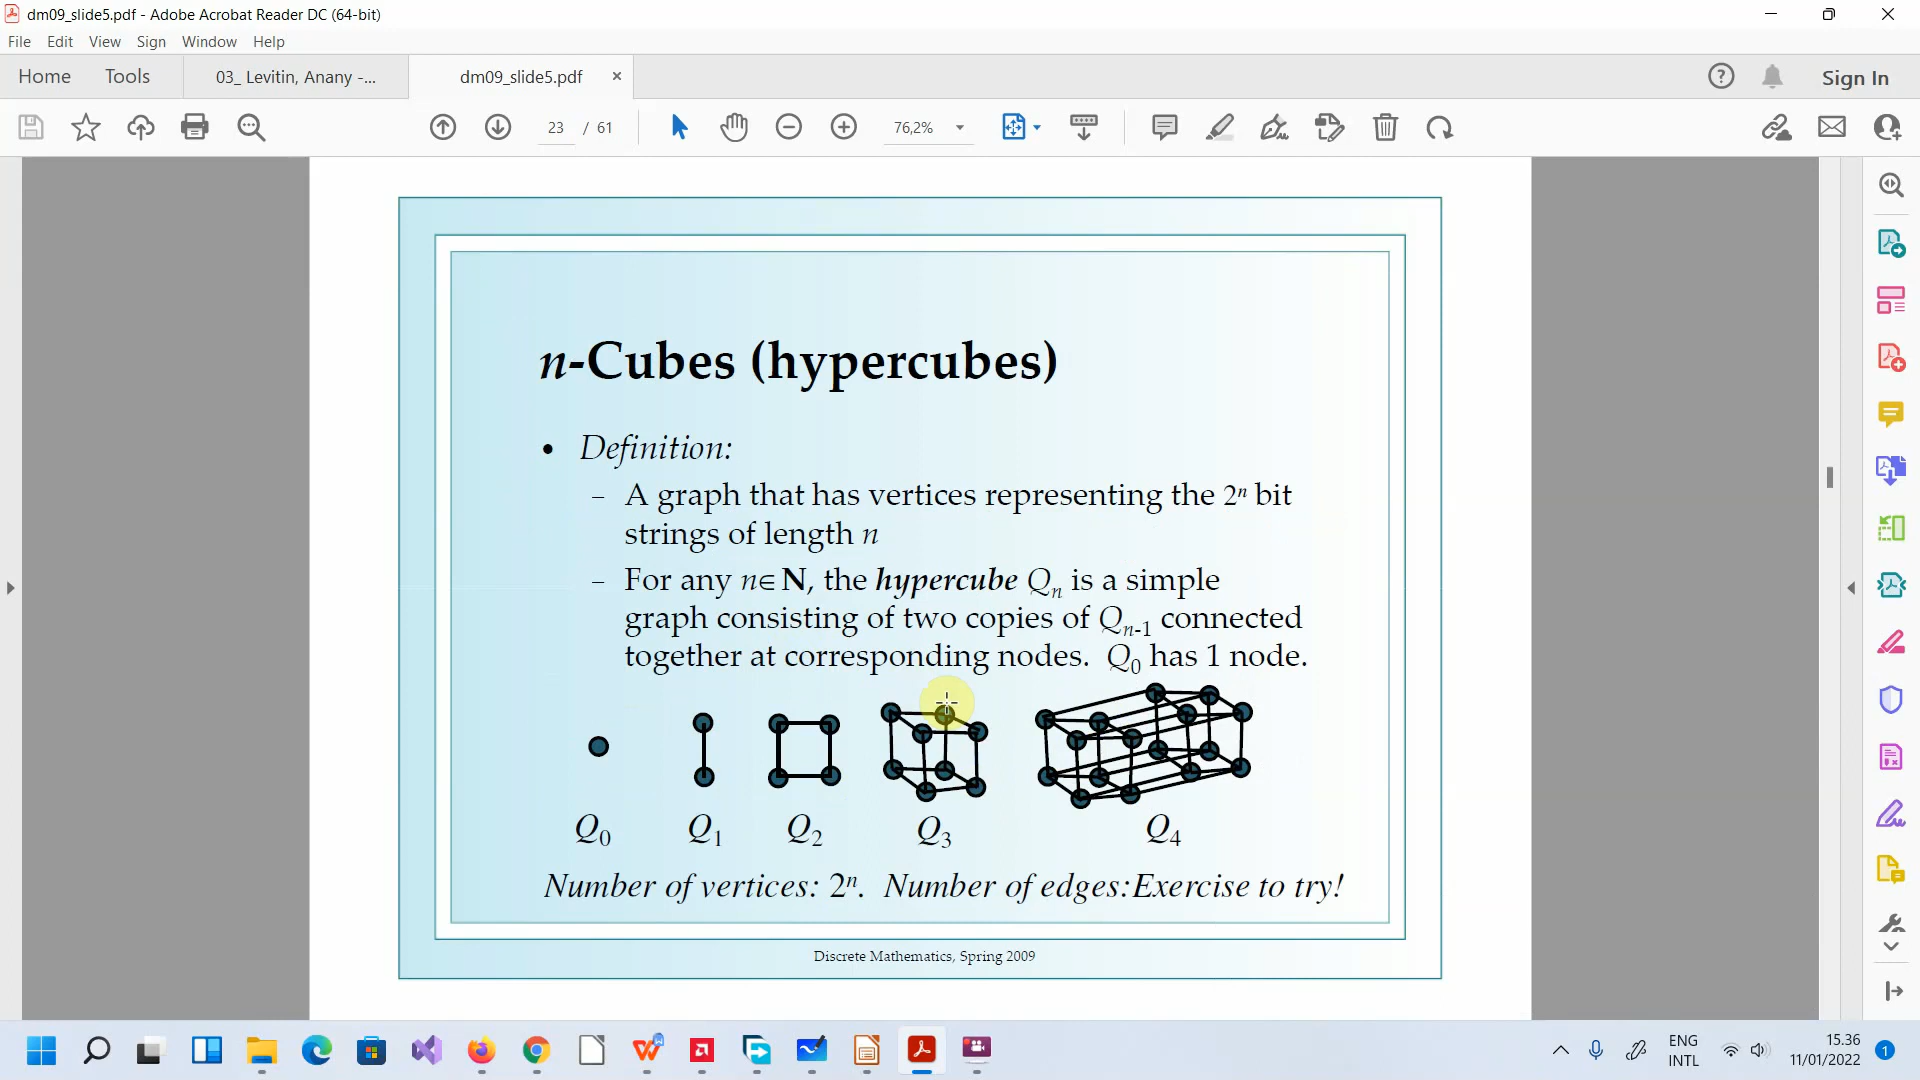 dm09_slide5.pdf - Adobe Acrobat Reader DC (64-bit)
File Edit View Sign Window Help
Home Tools 03_ Levitin, Anany -... dm09_slide5.pdf × Sign In
23 / 61 76,2%
n-Cubes (hypercubes)
• Definition:
– A graph that has vertices representing the 2ⁿ bit
strings of length n
– For any n∈N, the hypercube Qₙ is a simple
graph consisting of two copies of Qₙ₋₁ connected
together at corresponding nodes. Q₀ has 1 node.
Q₀ Q₁ Q₂ Q₃ Q₄
Number of vertices: 2ⁿ. Number of edges:Exercise to try!
Discrete Mathematics, Spring 2009
ENG
INTL
15.36
11/01/2022
1